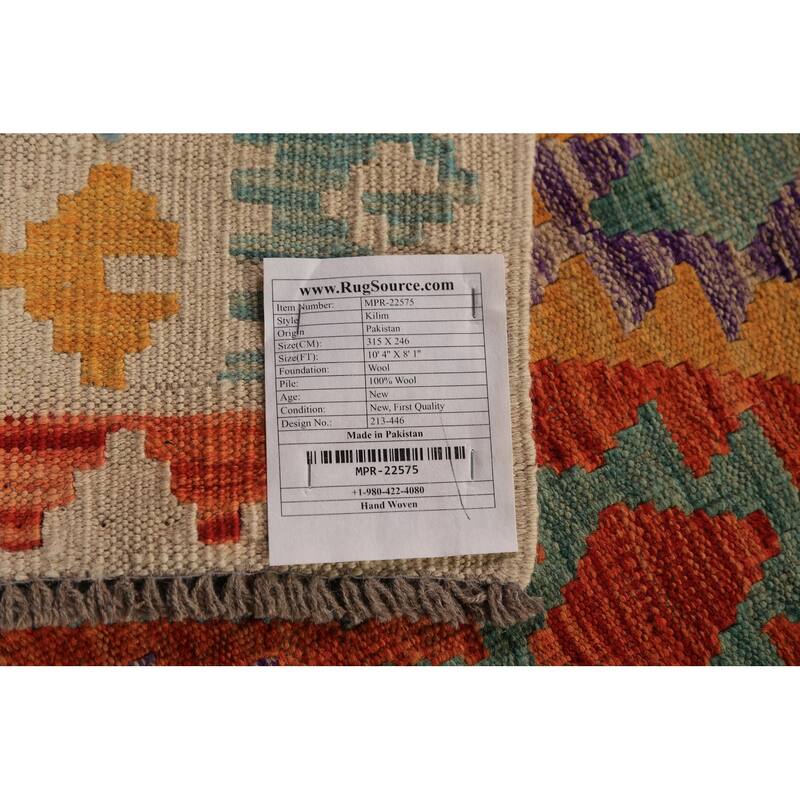 www.RugSource.com
Item Number: MPR-22575
Style Kilim
Origin Pakistan
Size(CM): 315 X 246
Size(FT): 10' 4" X 8' 1"
Foundation: Wool
Pile: 100% Wool
Age: New
Condition: New, First Quality
Design No.: 213-446
Made in Pakistan
MPR-22575
+1-980-422-4080
Hand Woven